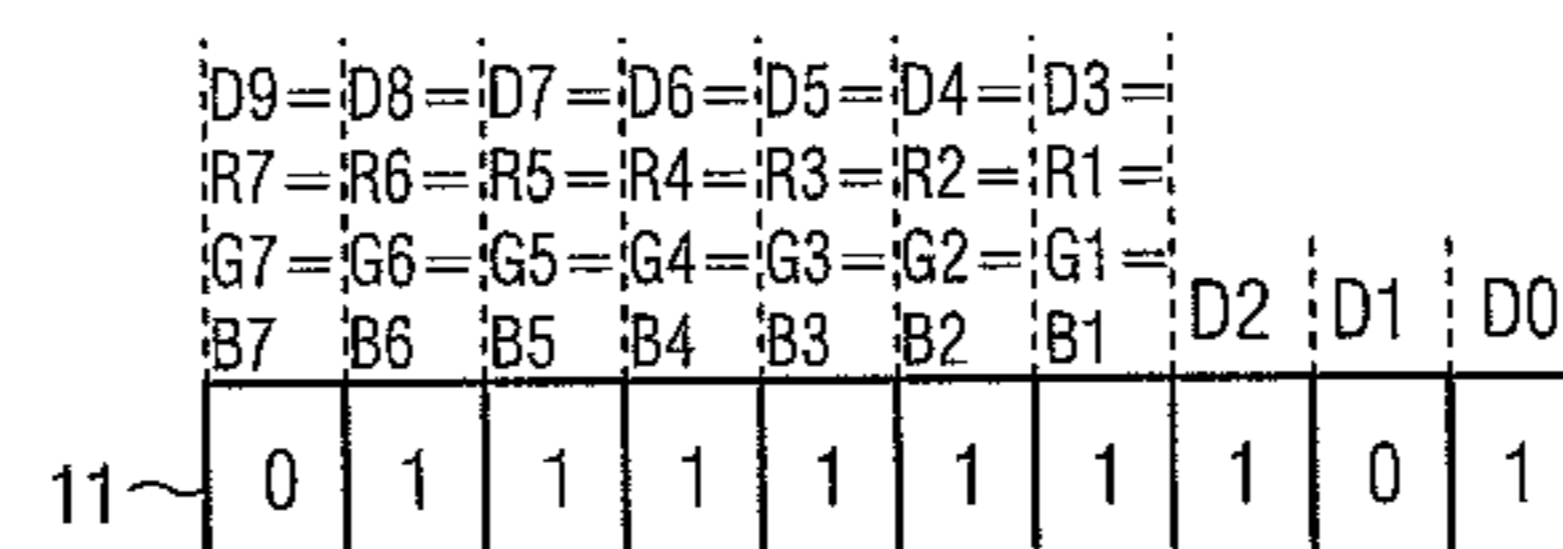 D9= D8= D7= D6= D5= D4= D3=
R7= R6= R5= R4= R3= R2= R1=
G7= G6= G5= G4= G3= G2= G1=
B7 B6 B5 B4 B3 B2 B1 D2 D1 D0
11 0 1 1 1 1 1 1 1 0 1